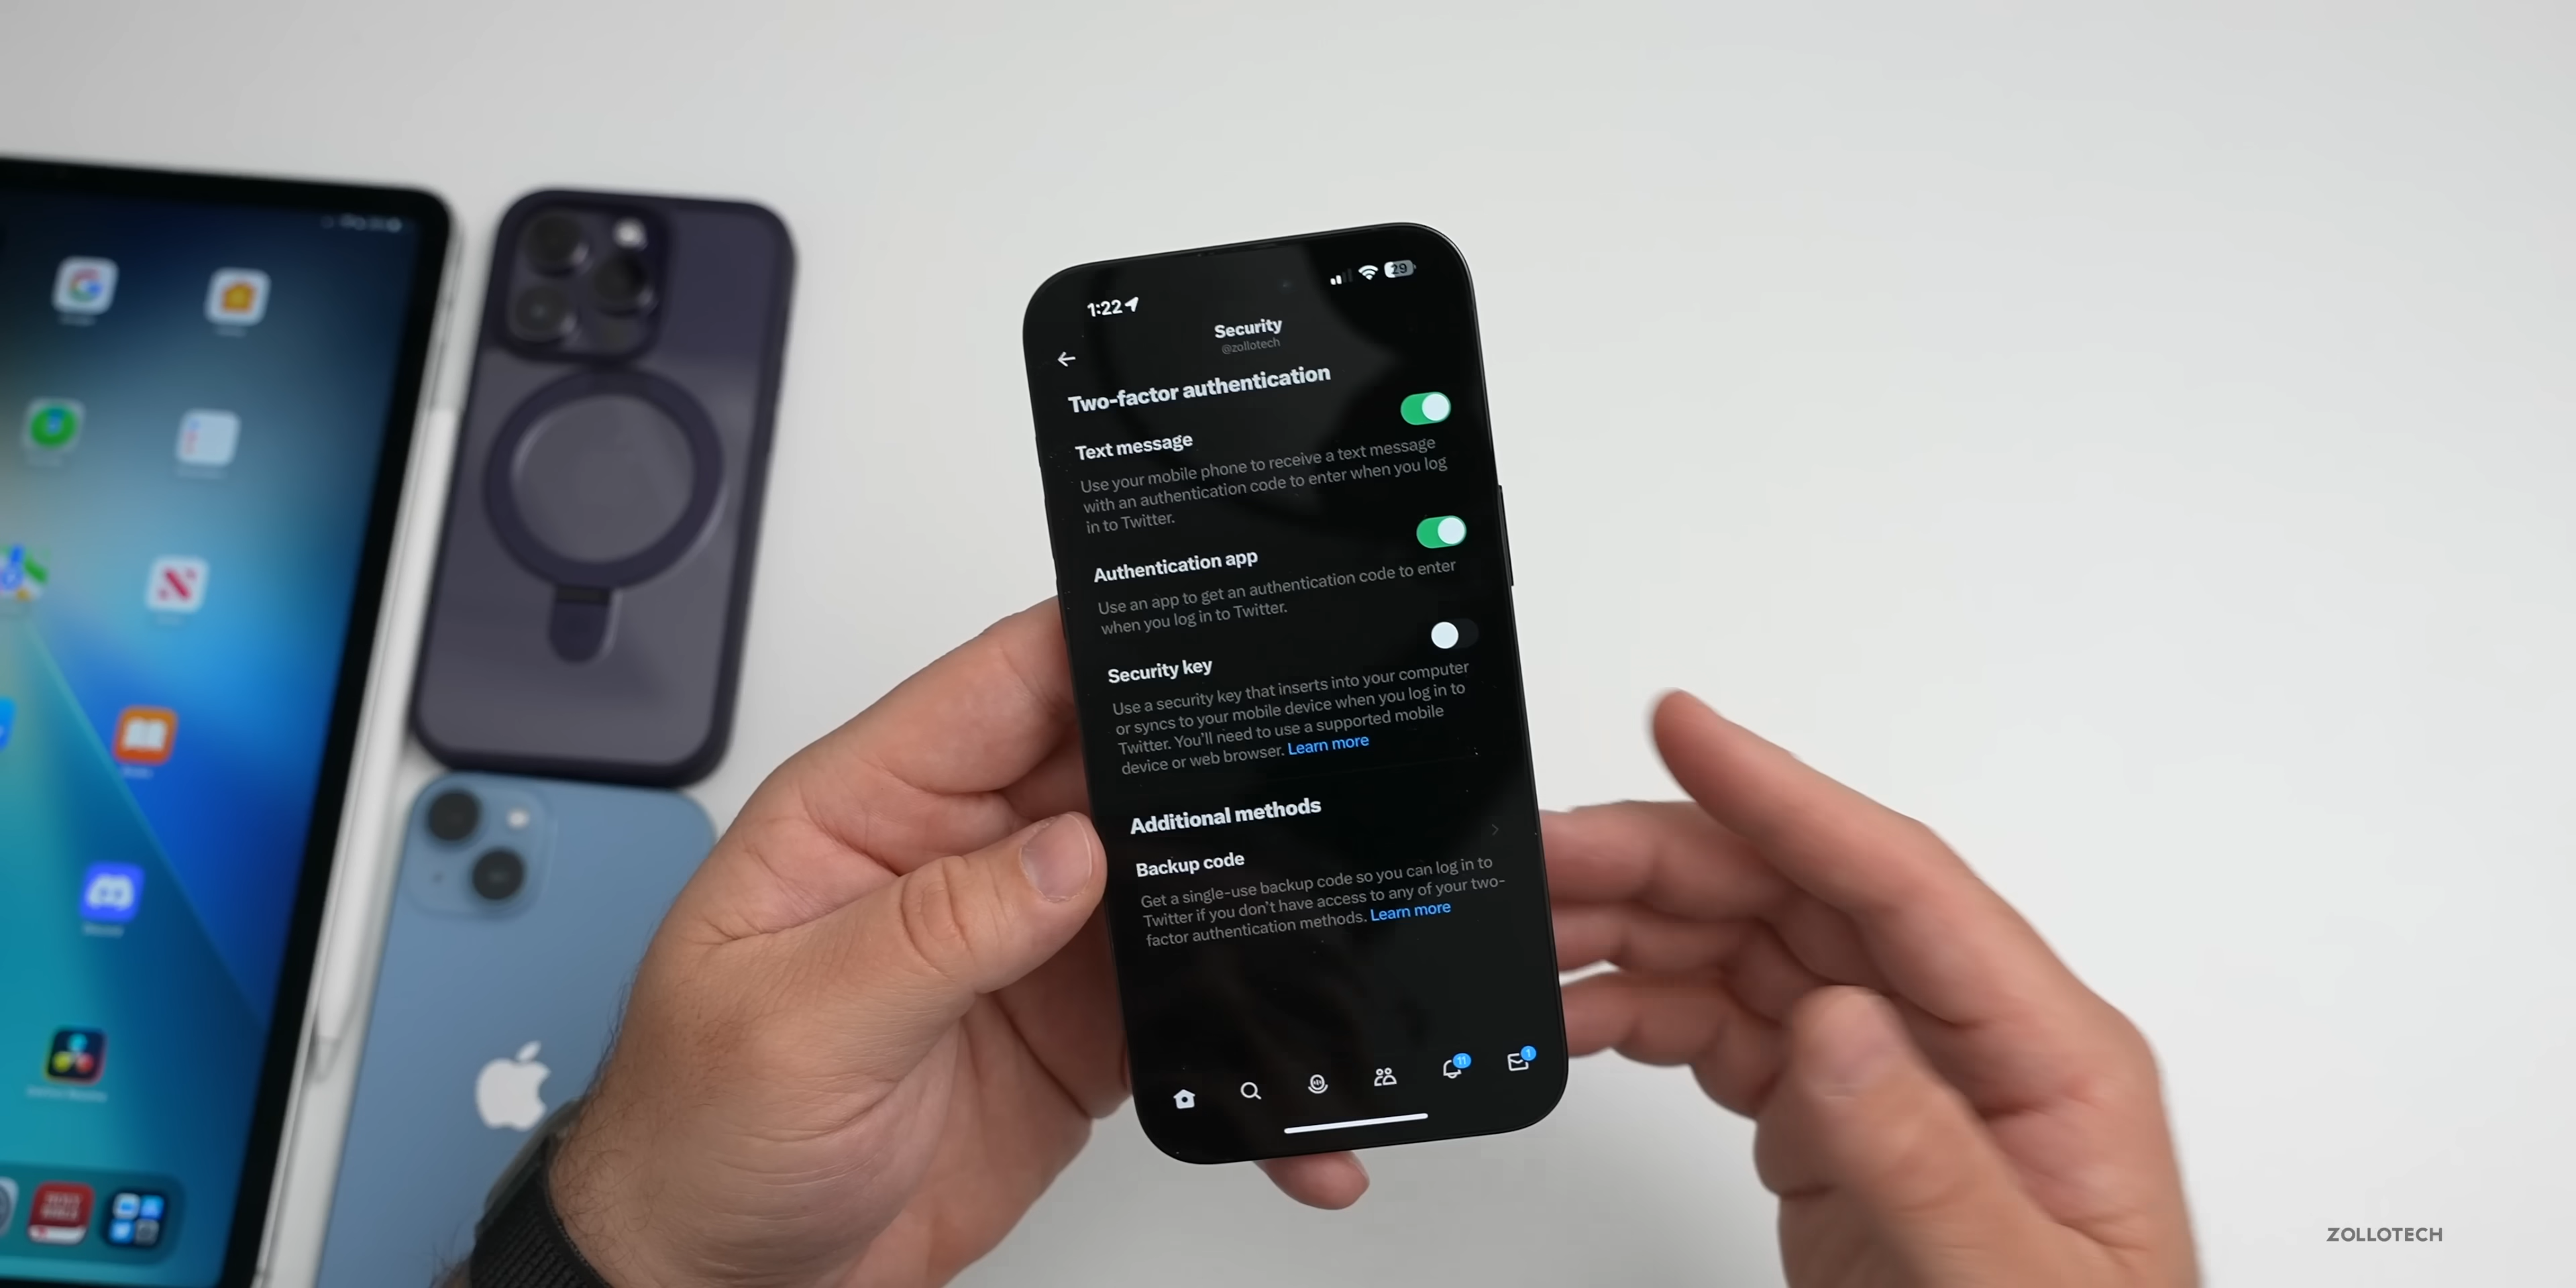 1:22
29
Security
@zollotech
Two-factor authentication
Text message
Use your mobile phone to receive a text message
with an authentication code to enter when you log
in to Twitter.
Authentication app
Use an app to get an authentication code to enter
when you log in to Twitter.
Security key
Use a security key that inserts into your computer
or syncs to your mobile device when you log in to
Twitter. You'll need to use a supported mobile
device or web browser. Learn more
Additional methods
Backup code
Get a single-use backup code so you can log in to
Twitter if you don't have access to any of your two-
factor authentication methods. Learn more
11
1
ZOLLOTECH